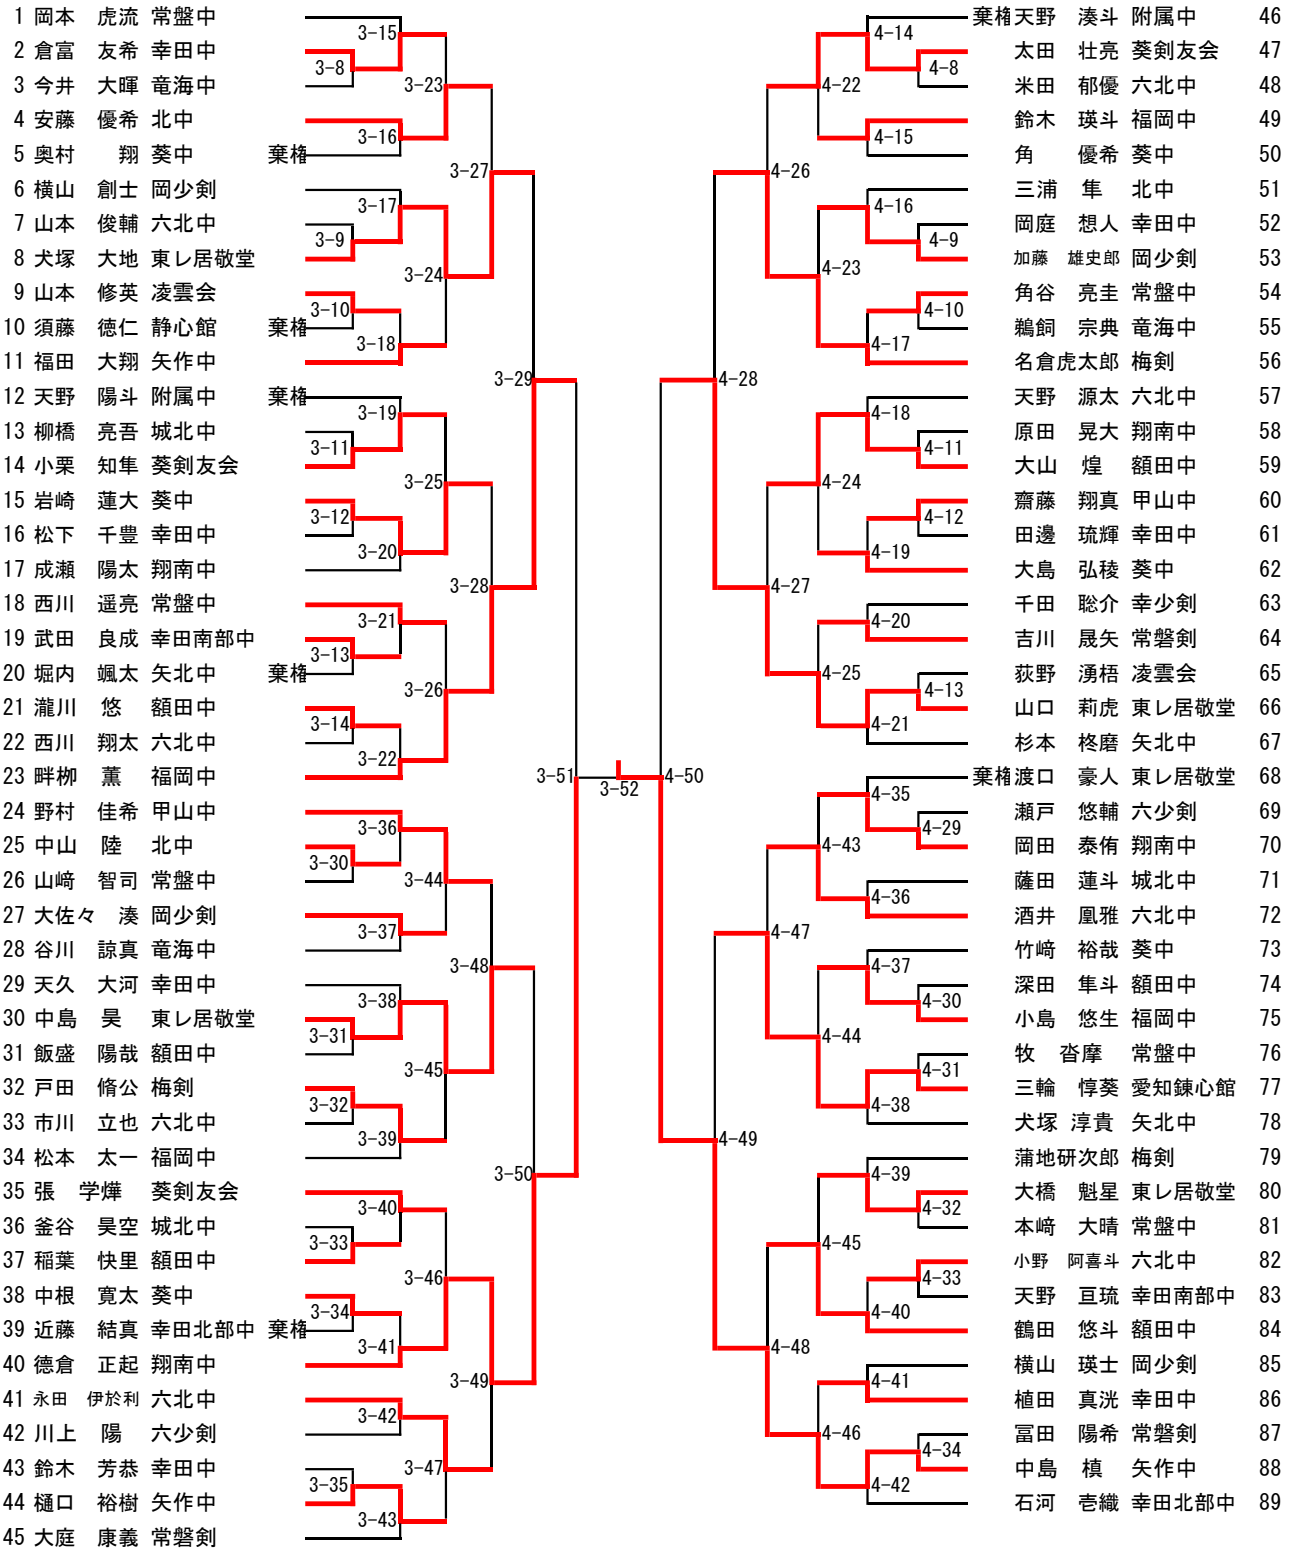 1 岡本 虎流 常盤中
2 倉富 友希 幸田中
3 今井 大暉 竜海中
4 安藤 優希 北中
5 奥村 翔 葵中 棄権
6 横山 創士 岡少剣
7 山本 俊輔 六北中
8 犬塚 大地 東レ居敬堂
9 山本 修英 凌雲会
10 須藤 徳仁 静心館 棄権
11 福田 大翔 矢作中
12 天野 陽斗 附属中 棄権
13 柳橋 亮吾 城北中
14 小栗 知隼 葵剣友会
15 岩崎 蓮大 葵中
16 松下 千豊 幸田中
17 成瀬 陽太 翔南中
18 西川 遥亮 常盤中
19 武田 良成 幸田南部中
20 堀内 颯太 矢北中 棄権
21 瀧川 悠 額田中
22 西川 翔太 六北中
23 畔栁 薫 福岡中
24 野村 佳希 甲山中
25 中山 陸 北中
26 山﨑 智司 常盤中
27 大佐々 湊 岡少剣
28 谷川 諒真 竜海中
29 天久 大河 幸田中
30 中島 昊 東レ居敬堂
31 飯盛 陽哉 額田中
32 戸田 脩公 梅剣
33 市川 立也 六北中
34 松本 太一 福岡中
35 張 学燁 葵剣友会
36 釜谷 昊空 城北中
37 稲葉 快里 額田中
38 中根 寛太 葵中
39 近藤 結真 幸田北部中 棄権
40 德倉 正起 翔南中
41 永田 伊於利 六北中
42 川上 陽 六少剣
43 鈴木 芳恭 幸田中
44 樋口 裕樹 矢作中
45 大庭 康義 常磐剣
3-15
3-8
3-23
3-16
3-27
3-17
3-9
3-24
3-10
3-18
3-29
3-19
3-11
3-25
3-12
3-20
3-28
3-21
3-13
3-26
3-14
3-22
3-51
3-52
3-36
3-30
3-44
3-37
3-48
3-38
3-31
3-45
3-32
3-39
3-50
3-40
3-33
3-46
3-34
3-41
3-49
3-42
3-47
3-35
3-43
4-14
4-8
4-22
4-15
4-26
4-16
4-9
4-23
4-10
4-17
4-28
4-18
4-11
4-24
4-12
4-19
4-27
4-20
4-25
4-13
4-21
4-50
4-35
4-29
4-43
4-36
4-47
4-37
4-30
4-44
4-31
4-38
4-49
4-39
4-32
4-45
4-33
4-40
4-48
4-41
4-46
4-34
4-42
棄権 天野 湊斗 附属中 46
太田 壮亮 葵剣友会 47
米田 郁優 六北中 48
鈴木 瑛斗 福岡中 49
角 優希 葵中 50
三浦 隼 北中 51
岡庭 想人 幸田中 52
加藤 雄史郎 岡少剣 53
角谷 亮圭 常盤中 54
鵜飼 宗典 竜海中 55
名倉虎太郎 梅剣 56
天野 源太 六北中 57
原田 晃大 翔南中 58
大山 煌 額田中 59
齋藤 翔真 甲山中 60
田邊 琉輝 幸田中 61
大島 弘稜 葵中 62
千田 聡介 幸少剣 63
吉川 晟矢 常磐剣 64
荻野 湧梧 凌雲会 65
山口 莉虎 東レ居敬堂 66
杉本 柊磨 矢北中 67
棄権 渡口 豪人 東レ居敬堂 68
瀬戸 悠輔 六少剣 69
岡田 泰侑 翔南中 70
薩田 蓮斗 城北中 71
酒井 凰雅 六北中 72
竹﨑 裕哉 葵中 73
深田 隼斗 額田中 74
小島 悠生 福岡中 75
牧 沓摩 常盤中 76
三輪 惇葵 愛知錬心館 77
犬塚 淳貴 矢北中 78
蒲地研次郎 梅剣 79
大橋 魁星 東レ居敬堂 80
本﨑 大晴 常盤中 81
小野 阿喜斗 六北中 82
天野 亘琉 幸田南部中 83
鶴田 悠斗 額田中 84
横山 瑛士 岡少剣 85
植田 真洸 幸田中 86
冨田 陽希 常磐剣 87
中島 槙 矢作中 88
石河 壱織 幸田北部中 89